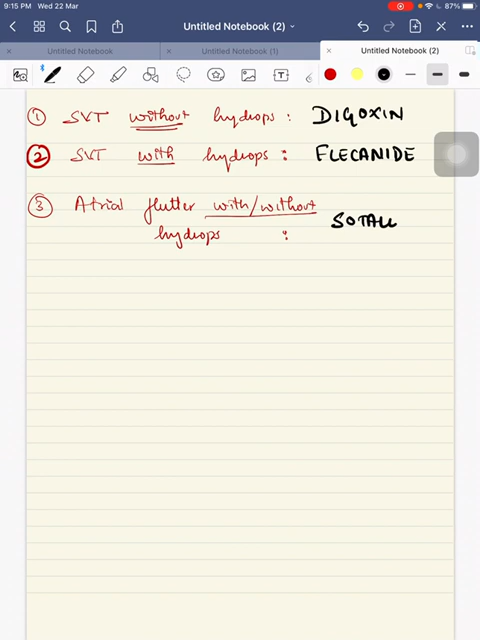 9:15 PM Wed 22 Mar
87%
Untitled Notebook (2)
Untitled Notebook
Untitled Notebook (1)
Untitled Notebook (2)
① SVT without hydrops : DIGOXIN
② SVT with hydrops : FLECANIDE
③ Atrial flutter with/without
hydrops : SOTAL